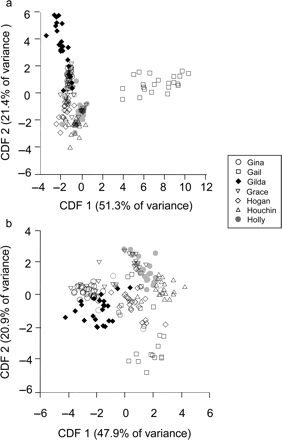 a
6
4
2
0
−2
−4
−6
CDF 2 (21.4% of variance)
−4 −2 0 2 4 6 8 10 12
CDF 1 (51.3% of variance)
Gina
Gail
Gilda
Grace
Hogan
Houchin
Holly
b
6
4
2
0
−2
−4
−6
CDF 2 (20.9% of variance)
−6 −4 −2 0 2 4 6
CDF 1 (47.9% of variance)